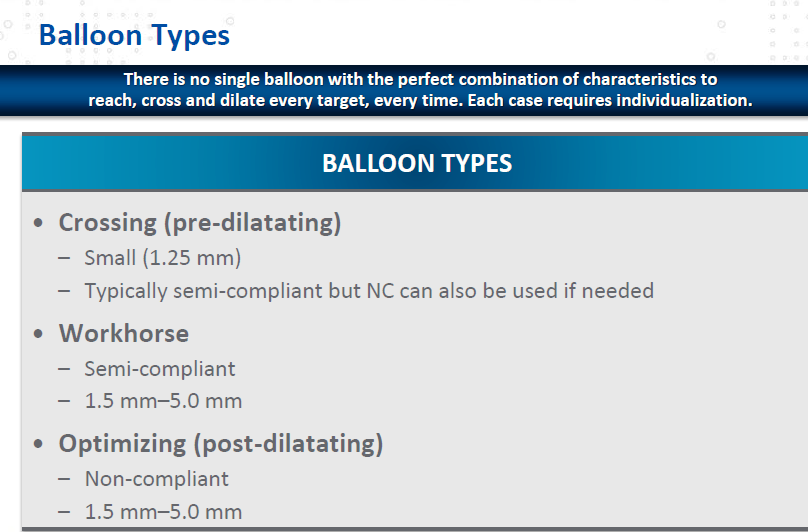 Balloon Types
There is no single balloon with the perfect combination of characteristics to
reach, cross and dilate every target, every time. Each case requires individualization.
BALLOON TYPES
• Crossing (pre-dilatating)
– Small (1.25 mm)
– Typically semi-compliant but NC can also be used if needed
• Workhorse
– Semi-compliant
– 1.5 mm–5.0 mm
• Optimizing (post-dilatating)
– Non-compliant
– 1.5 mm–5.0 mm